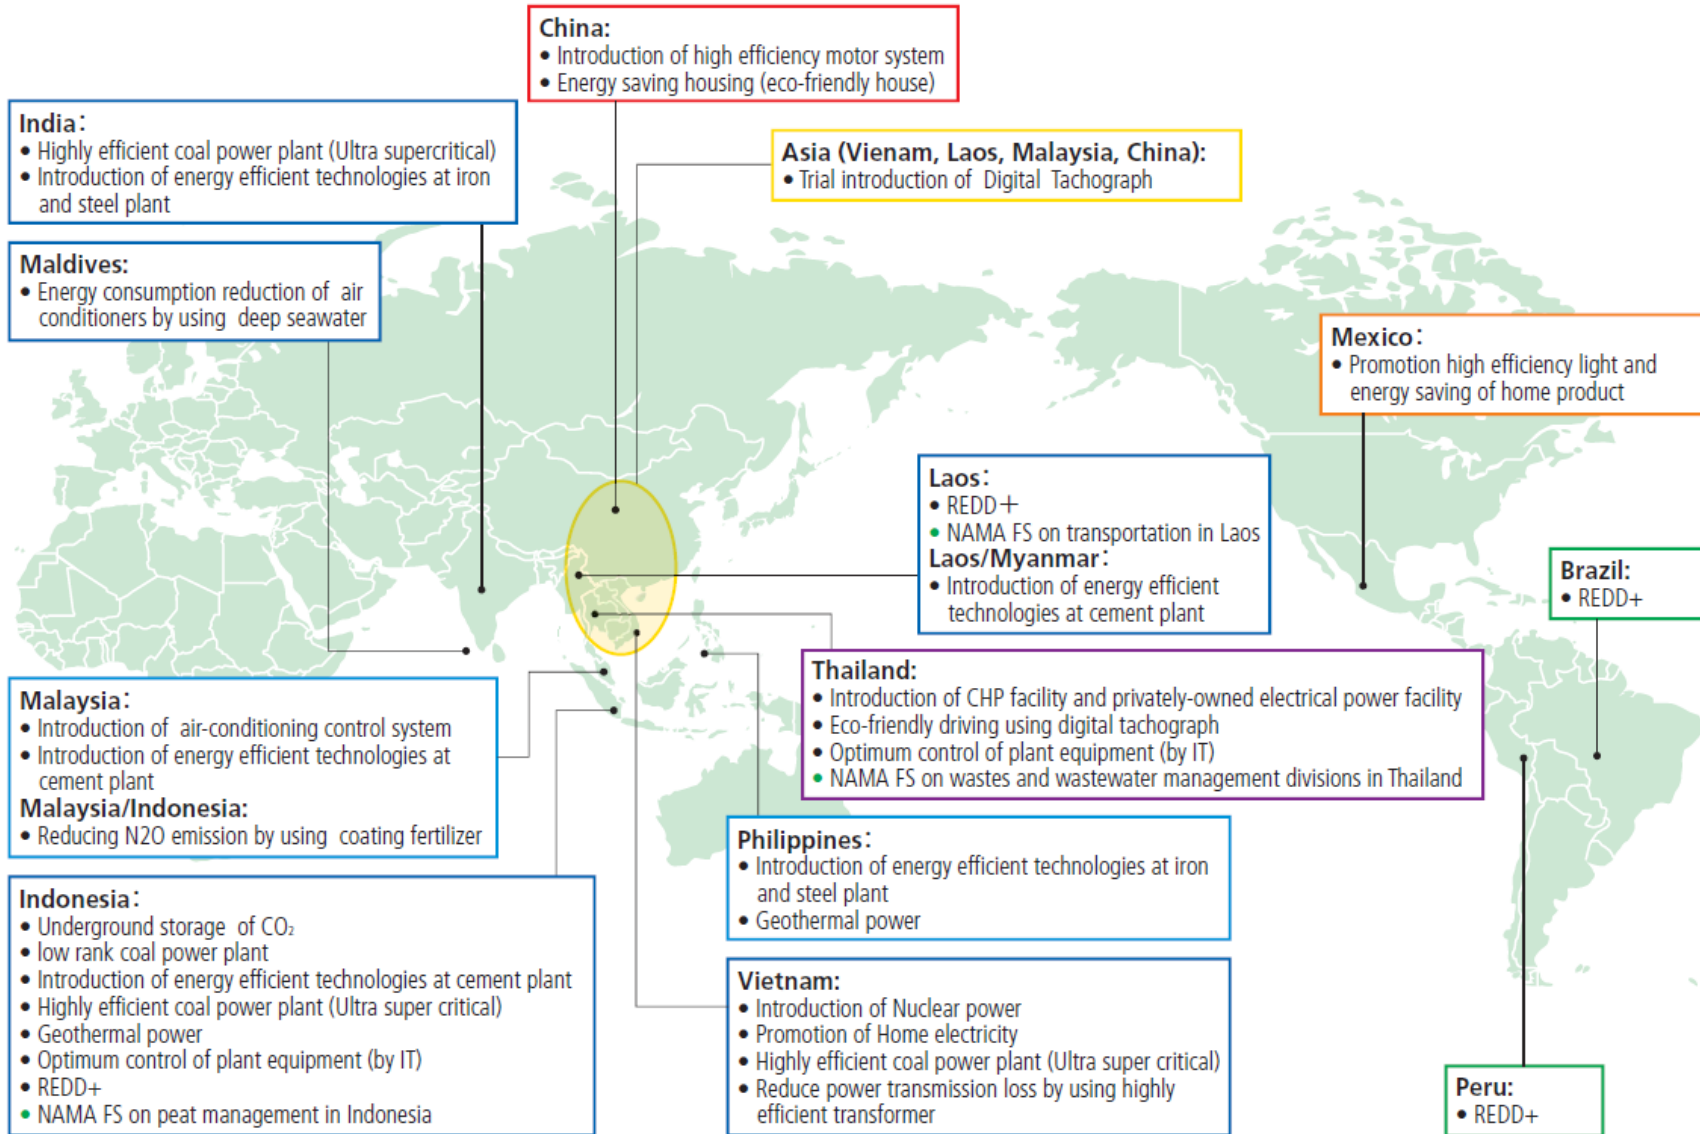 China:
• Introduction of high efficiency motor system
• Energy saving housing (eco-friendly house)
India:
• Highly efficient coal power plant (Ultra supercritical)
• Introduction of energy efficient technologies at iron
and steel plant
Asia (Vienam, Laos, Malaysia, China):
• Trial introduction of Digital Tachograph
Maldives:
• Energy consumption reduction of air
conditioners by using deep seawater
Mexico:
• Promotion high efficiency light and
energy saving of home product
Laos:
• REDD+
• NAMA FS on transportation in Laos
Laos/Myanmar:
• Introduction of energy efficient
technologies at cement plant
Brazil:
• REDD+
Thailand:
• Introduction of CHP facility and privately-owned electrical power facility
• Eco-friendly driving using digital tachograph
• Optimum control of plant equipment (by IT)
• NAMA FS on wastes and wastewater management divisions in Thailand
Malaysia:
• Introduction of air-conditioning control system
• Introduction of energy efficient technologies at
cement plant
Malaysia/Indonesia:
• Reducing N2O emission by using coating fertilizer
Philippines:
• Introduction of energy efficient technologies at iron
and steel plant
• Geothermal power
Indonesia:
• Underground storage of CO₂
• low rank coal power plant
• Introduction of energy efficient technologies at cement plant
• Highly efficient coal power plant (Ultra super critical)
• Geothermal power
• Optimum control of plant equipment (by IT)
• REDD+
• NAMA FS on peat management in Indonesia
Vietnam:
• Introduction of Nuclear power
• Promotion of Home electricity
• Highly efficient coal power plant (Ultra super critical)
• Reduce power transmission loss by using highly
efficient transformer
Peru:
• REDD+